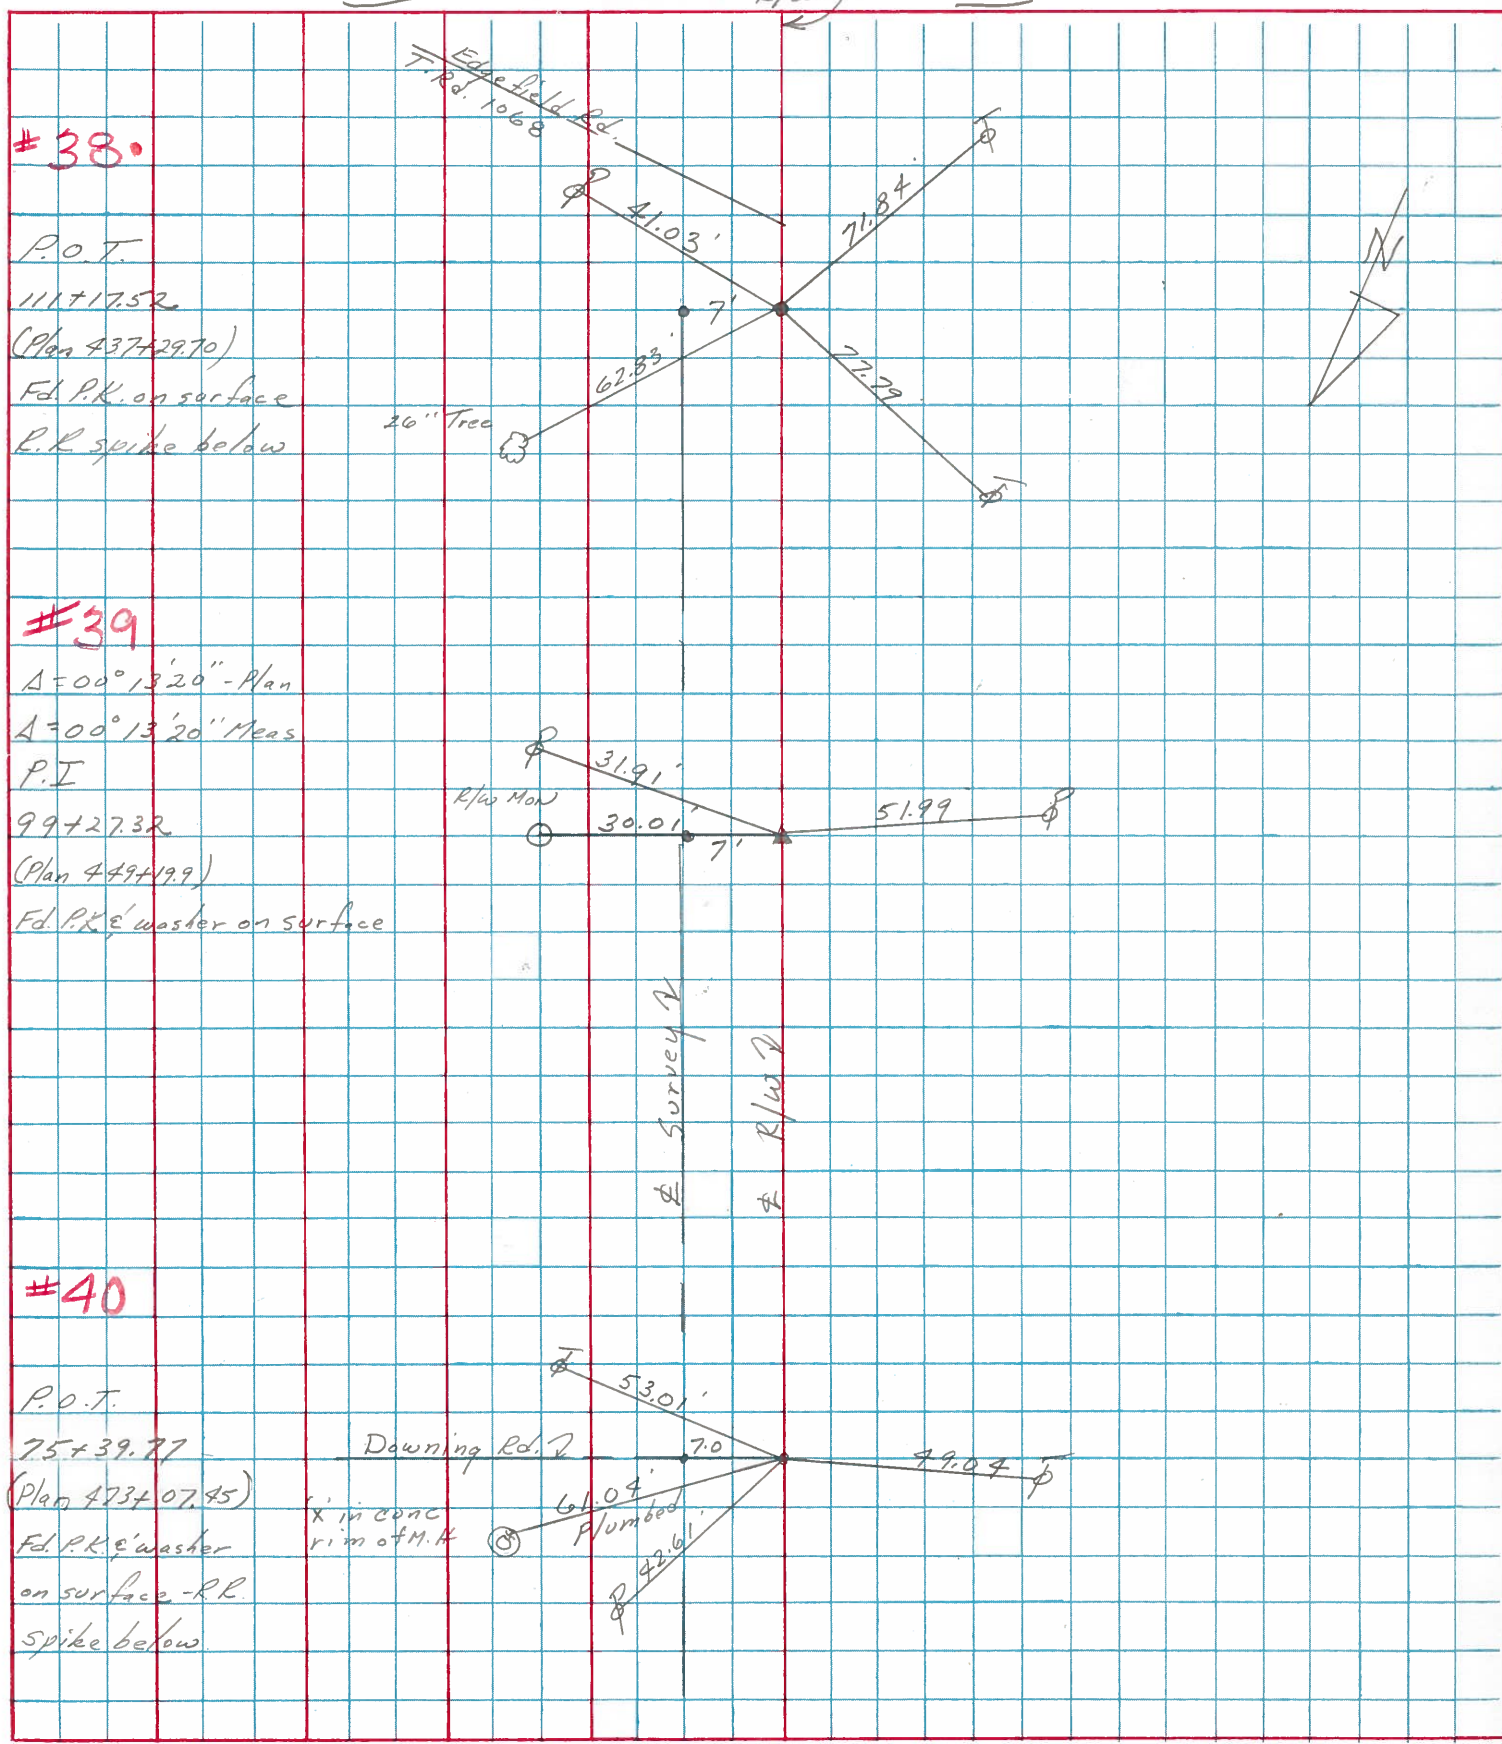 Edgefield Rd.
T. Rd. 1068
#38.
41.03'
71.84'
P.O.T.
111+17.52
7'
(Plan 437+29.70)
62.83'
77.79
Fd. P.K. on surface
26" Tree
R.R. spike below
N
#39
Δ=00°13'20"-Plan
Δ=00°13'20" Meas
P.I
31.91'
R/W Mon
99+27.32
30.01'
7'
51.99
(Plan 449+19.9)
Fd. P.K. & washer on surface
℄ Survey
℄ R/W
#40
P.O.T.
53.01'
75+39.77
Downing Rd.
7.0
49.04
(Plan 473+07.45)
'X' in conc
rim of M.H
61.04'
Plumbed
Fd. P.K. & washer
42.61'
on surface -R.R.
spike below.